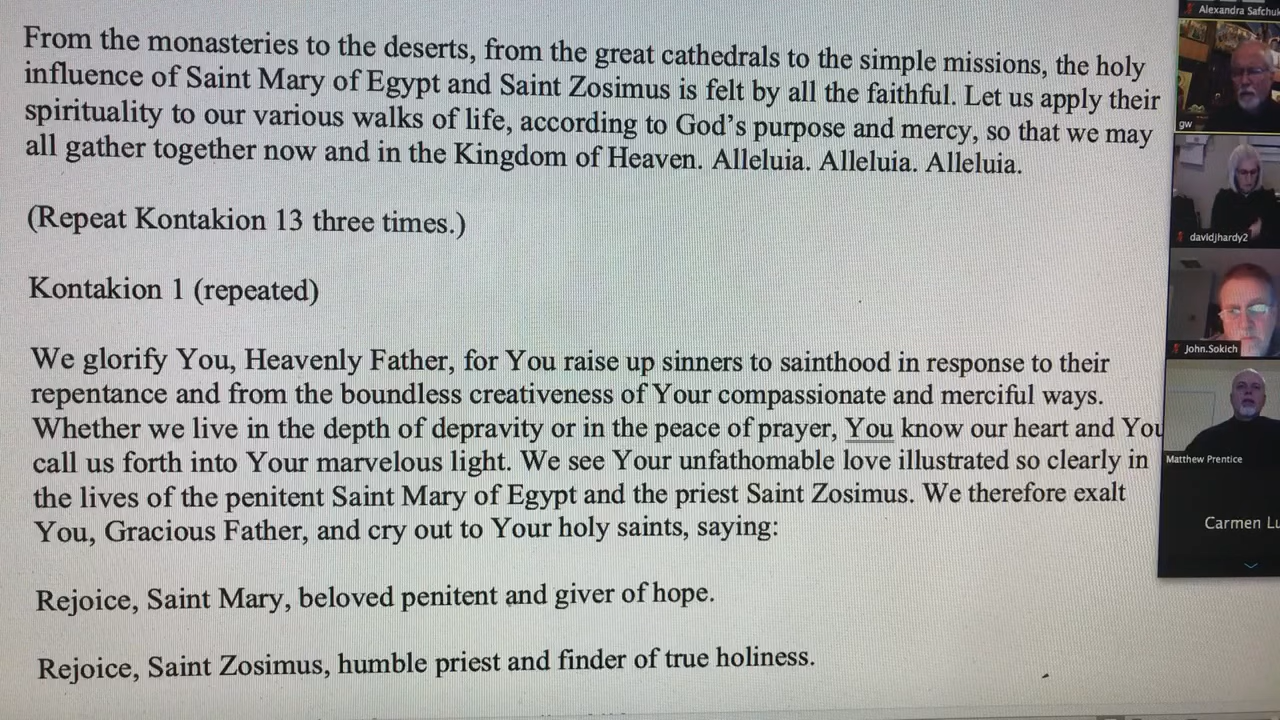 From the monasteries to the deserts, from the great cathedrals to the simple missions, the holy
influence of Saint Mary of Egypt and Saint Zosimus is felt by all the faithful. Let us apply their
spirituality to our various walks of life, according to God's purpose and mercy, so that we may
all gather together now and in the Kingdom of Heaven. Alleluia. Alleluia. Alleluia.
(Repeat Kontakion 13 three times.)
Kontakion 1 (repeated)
We glorify You, Heavenly Father, for You raise up sinners to sainthood in response to their
repentance and from the boundless creativeness of Your compassionate and merciful ways.
Whether we live in the depth of depravity or in the peace of prayer, You know our heart and You
call us forth into Your marvelous light. We see Your unfathomable love illustrated so clearly in
the lives of the penitent Saint Mary of Egypt and the priest Saint Zosimus. We therefore exalt
You, Gracious Father, and cry out to Your holy saints, saying:
Rejoice, Saint Mary, beloved penitent and giver of hope.
Rejoice, Saint Zosimus, humble priest and finder of true holiness.
Alexandra Safchuk
gw
davidjhardy2
John.Sokich
Matthew Prentice
Carmen Lu